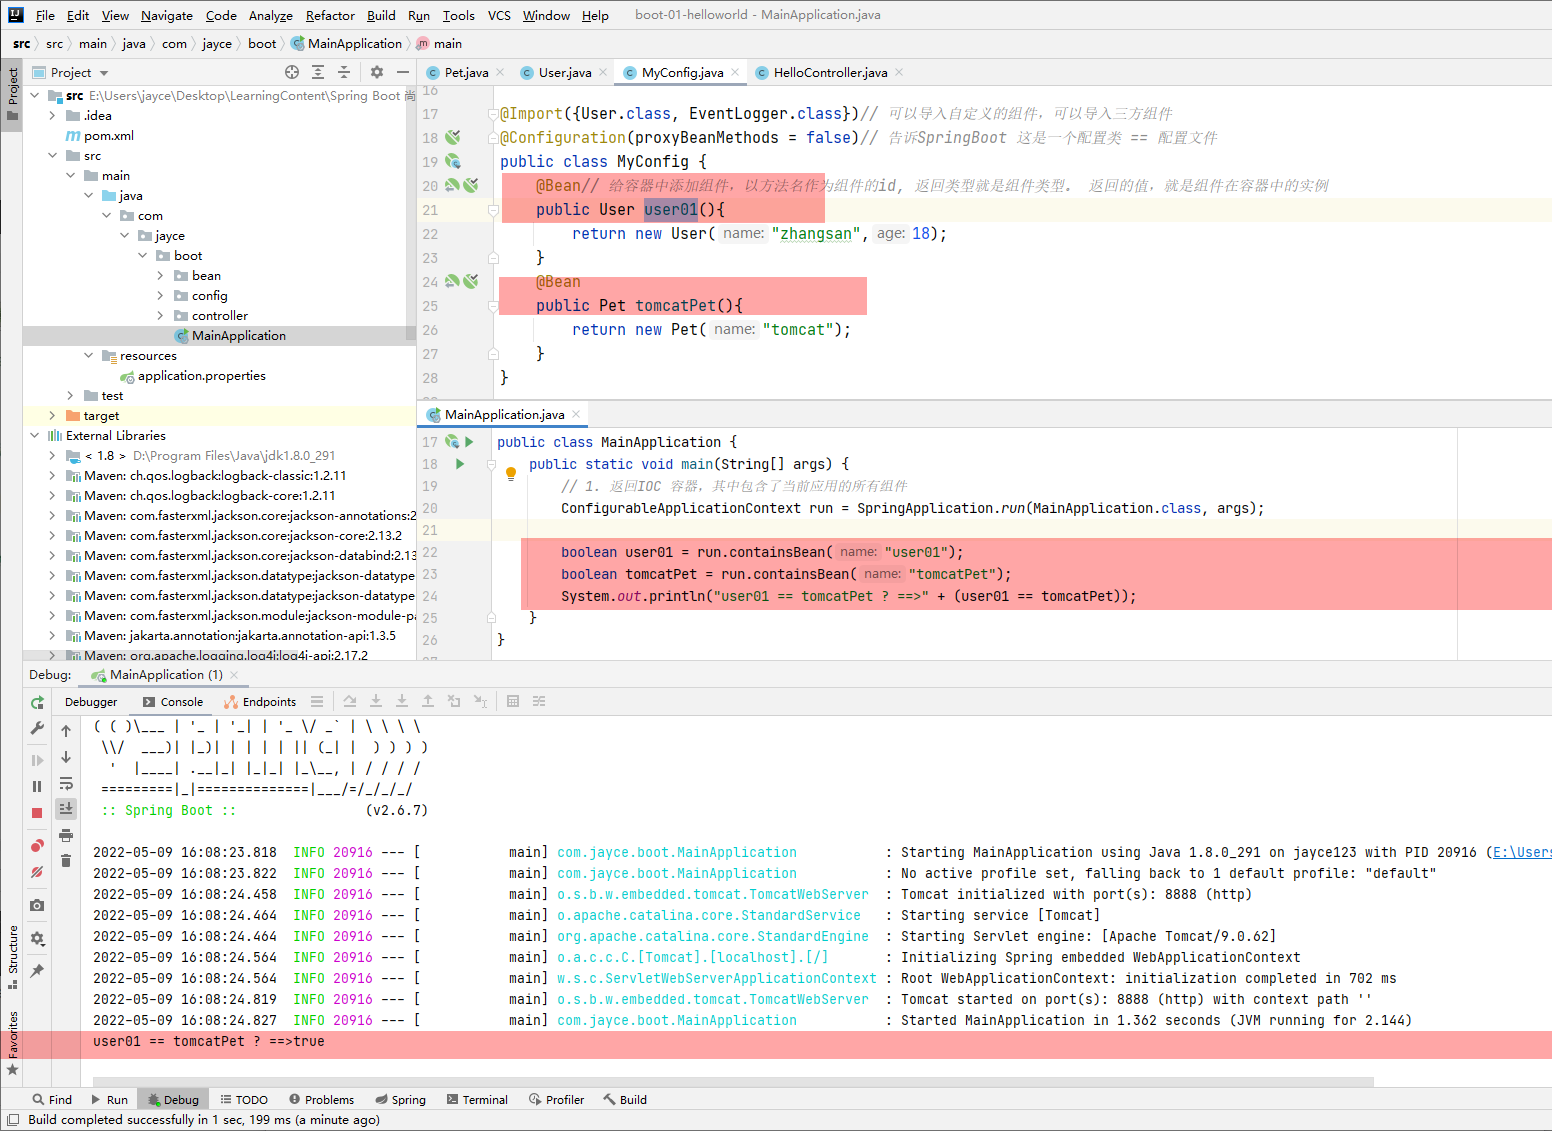 File Edit View Navigate Code Analyze Refactor Build Run Tools VCS Window Help boot-01-helloworld - MainApplication.java
src src main java com jayce boot MainApplication main
Project
Project
src E:\Users\jayce\Desktop\LearningContent\Spring Boot 尚
.idea
pom.xml
src
main
java
com
jayce
boot
bean
config
controller
MainApplication
resources
application.properties
test
target
External Libraries
< 1.8 > D:\Program Files\Java\jdk1.8.0_291
Maven: ch.qos.logback:logback-classic:1.2.11
Maven: ch.qos.logback:logback-core:1.2.11
Maven: com.fasterxml.jackson.core:jackson-annotations:2
Maven: com.fasterxml.jackson.core:jackson-core:2.13.2
Maven: com.fasterxml.jackson.core:jackson-databind:2.13
Maven: com.fasterxml.jackson.datatype:jackson-datatype
Maven: com.fasterxml.jackson.datatype:jackson-datatype
Maven: com.fasterxml.jackson.module:jackson-module-pa
Maven: jakarta.annotation:jakarta.annotation-api:1.3.5
Maven: org.apache.logging.log4j:log4j-api:2.17.2
Pet.java User.java MyConfig.java HelloController.java
16
17 @Import({User.class, EventLogger.class})// 可以导入自定义的组件，可以导入三方组件
18 @Configuration(proxyBeanMethods = false)// 告诉SpringBoot 这是一个配置类 == 配置文件
19 public class MyConfig {
20 @Bean// 给容器中添加组件，以方法名作为组件的id, 返回类型就是组件类型. 返回的值，就是组件在容器中的实例
21 public User user01(){
22 return new User( name: "zhangsan", age: 18);
23 }
24 @Bean
25 public Pet tomcatPet(){
26 return new Pet( name: "tomcat");
27 }
28 }
MainApplication.java
17 public class MainApplication {
18 public static void main(String[] args) {
19 // 1. 返回IOC 容器，其中包含了当前应用的所有组件
20 ConfigurableApplicationContext run = SpringApplication.run(MainApplication.class, args);
21
22 boolean user01 = run.containsBean( name: "user01");
23 boolean tomcatPet = run.containsBean( name: "tomcatPet");
24 System.out.println("user01 == tomcatPet ? ==>" + (user01 == tomcatPet));
25 }
26 }
Debug: MainApplication (1)
Debugger Console Endpoints
( ( )\___ | '_ | '_| | '_ \/ _` | \ \ \ \
\\/ ___)| |_)| | | | | || (_| | ) ) ) )
' |____| .__|_| |_|_| |_\__, | / / / /
=========|_|==============|___/=/_/_/_/
:: Spring Boot :: (v2.6.7)
2022-05-09 16:08:23.818 INFO 20916 --- [ main] com.jayce.boot.MainApplication : Starting MainApplication using Java 1.8.0_291 on jayce123 with PID 20916 (E:\Users
2022-05-09 16:08:23.822 INFO 20916 --- [ main] com.jayce.boot.MainApplication : No active profile set, falling back to 1 default profile: "default"
2022-05-09 16:08:24.458 INFO 20916 --- [ main] o.s.b.w.embedded.tomcat.TomcatWebServer : Tomcat initialized with port(s): 8888 (http)
2022-05-09 16:08:24.464 INFO 20916 --- [ main] o.apache.catalina.core.StandardService : Starting service [Tomcat]
2022-05-09 16:08:24.464 INFO 20916 --- [ main] org.apache.catalina.core.StandardEngine : Starting Servlet engine: [Apache Tomcat/9.0.62]
2022-05-09 16:08:24.564 INFO 20916 --- [ main] o.a.c.c.C.[Tomcat].[localhost].[/] : Initializing Spring embedded WebApplicationContext
2022-05-09 16:08:24.564 INFO 20916 --- [ main] w.s.c.ServletWebServerApplicationContext : Root WebApplicationContext: initialization completed in 702 ms
2022-05-09 16:08:24.819 INFO 20916 --- [ main] o.s.b.w.embedded.tomcat.TomcatWebServer : Tomcat started on port(s): 8888 (http) with context path ''
2022-05-09 16:08:24.827 INFO 20916 --- [ main] com.jayce.boot.MainApplication : Started MainApplication in 1.362 seconds (JVM running for 2.144)
user01 == tomcatPet ? ==>true
Structure
Favorites
Find Run Debug TODO Problems Spring Terminal Profiler Build
Build completed successfully in 1 sec, 199 ms (a minute ago)